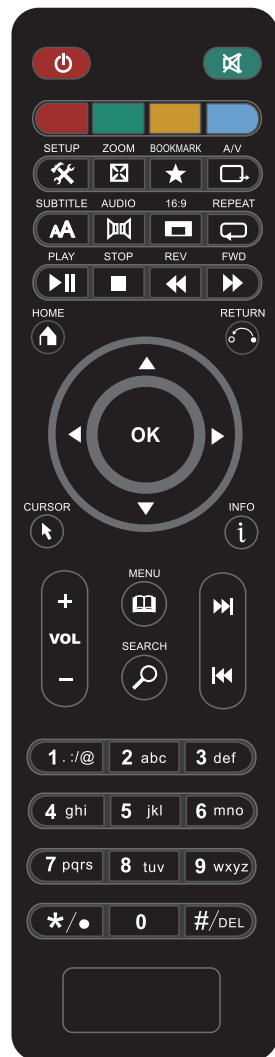 SETUP ZOOM BOOKMARK A/V
AA
SUBTITLE AUDIO 16:9 REPEAT
PLAY STOP REV FWD
HOME RETURN
OK
CURSOR INFO
i
MENU
+
VOL
–
SEARCH
1 . :/@ 2 abc 3 def
4 ghi 5 jkl 6 mno
7 pqrs 8 tuv 9 wxyz
*/• 0 #/DEL